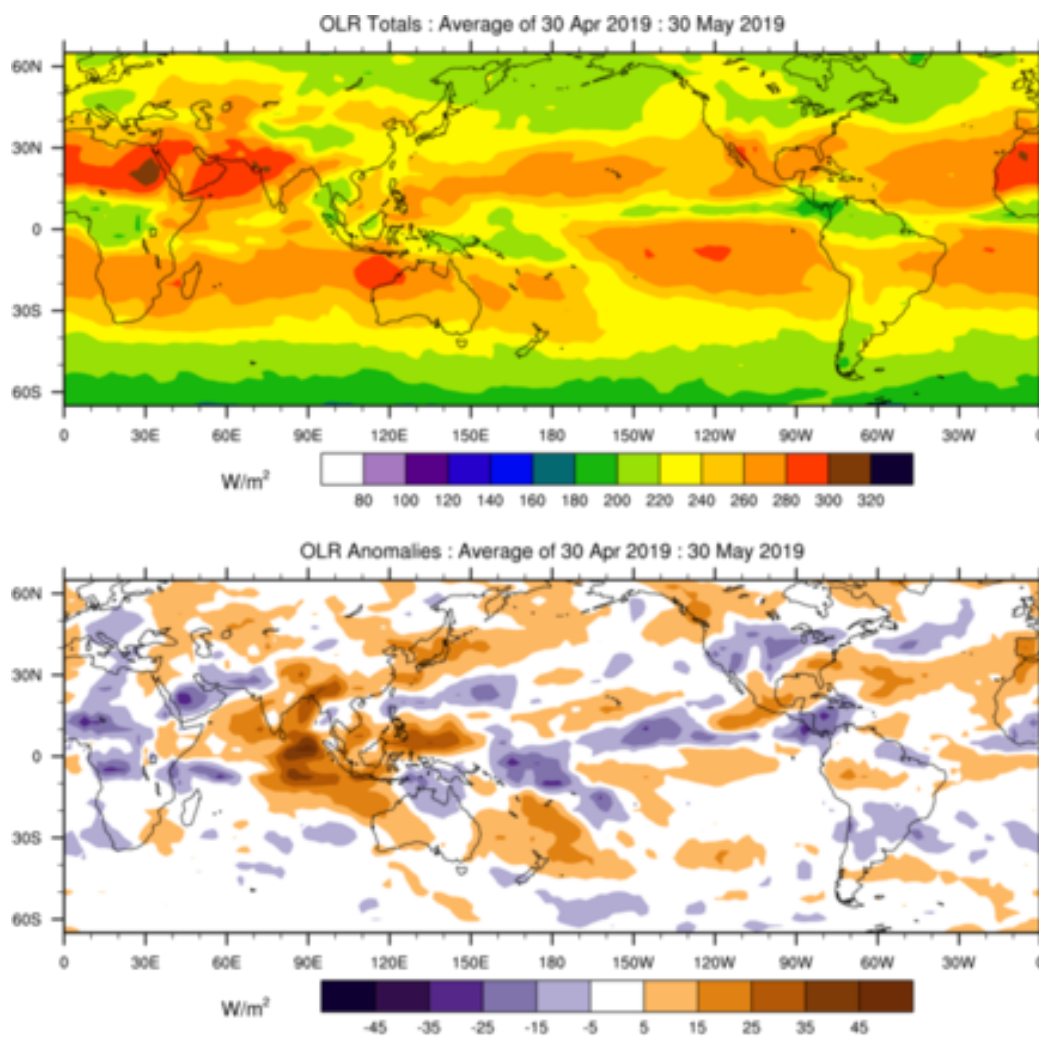 OLR Totals : Average of 30 Apr 2019 : 30 May 2019
60N
30N
0
30S
60S
0 30E 60E 90E 120E 150E 180 150W 120W 90W 60W 30W 0
W/m²
80 100 120 140 160 180 200 220 240 260 280 300 320
OLR Anomalies : Average of 30 Apr 2019 : 30 May 2019
60N
30N
0
30S
60S
0 30E 60E 90E 120E 150E 180 150W 120W 90W 60W 30W 0
W/m²
-45 -35 -25 -15 -5 5 15 25 35 45